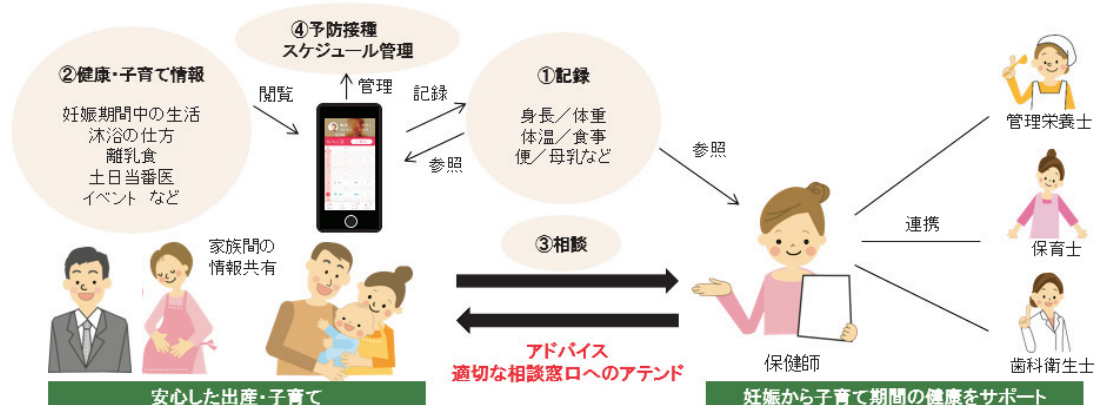 ④予防接種
スケジュール管理
②健康・子育て情報
妊娠期間中の生活
沐浴の仕方
離乳食
土日当番医
イベント など
閲覧
管理
記録
参照
①記録
身長／体重
体温／食事
便／母乳など
参照
管理栄養士
保育士
歯科衛生士
連携
③相談
家族間の
情報共有
アドバイス
適切な相談窓口へのアテンド
保健師
安心した出産・子育て
妊娠から子育て期間の健康をサポート